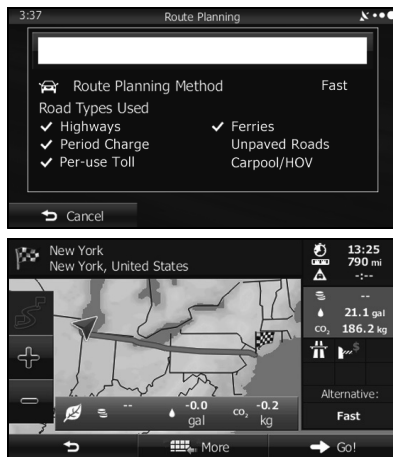 3:37 Route Planning
Route Planning Method Fast
Road Types Used
✓ Highways ✓ Ferries
✓ Period Charge Unpaved Roads
✓ Per-use Toll Carpool/HOV
Cancel
New York
New York, United States
13:25
790 mi
-:--
--
21.1 gal
CO₂ 186.2 kg
$
-- -0.0 gal CO₂ -0.2 kg
Alternative:
Fast
More Go!